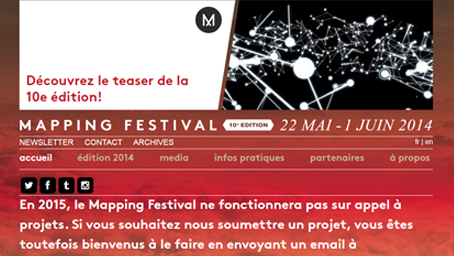 M
Découvrez le teaser de la
10e édition!
MAPPING FESTIVAL 10e EDITION 22 MAI - 1 JUIN 2014
NEWSLETTER CONTACT ARCHIVES fr | en
accueil édition 2014 media infos pratiques partenaires à propos
f t
En 2015, le Mapping Festival ne fonctionnera pas sur appel à
projets. Si vous souhaitez nous soumettre un projet, vous êtes
toutefois bienvenus à le faire en envoyant un email à